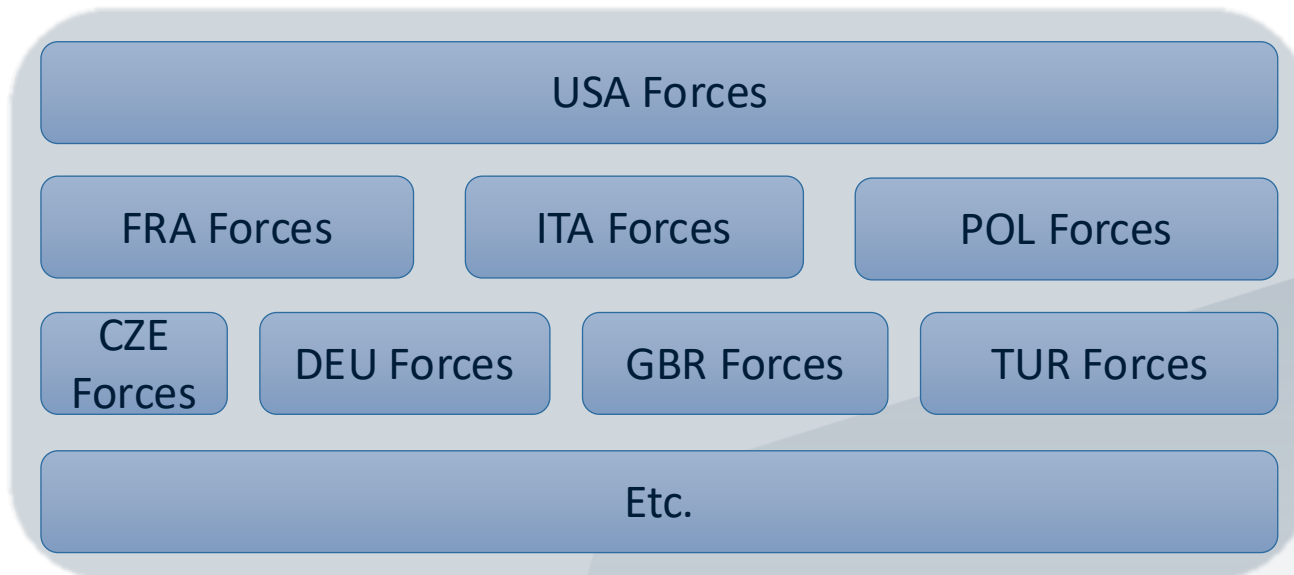 USA Forces
FRA Forces
ITA Forces
POL Forces
CZE
Forces
DEU Forces
GBR Forces
TUR Forces
Etc.